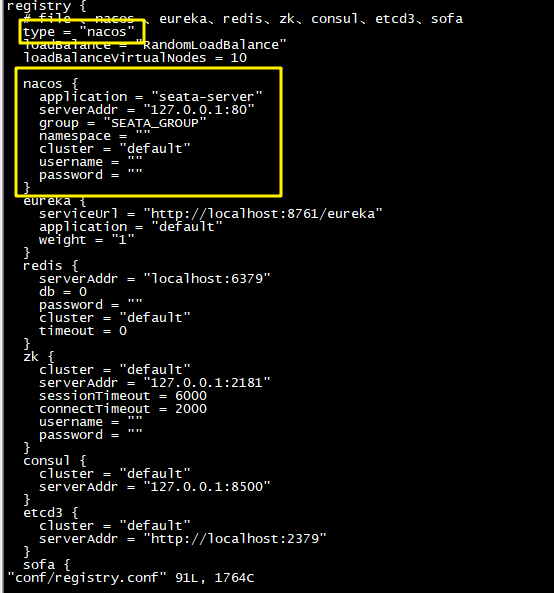 registry {
  # file 、 nacos 、 eureka、 redis、 zk、 consul、 etcd3、 sofa
  type = "nacos"
  loadBalance = "RandomLoadBalance"
  loadBalanceVirtualNodes = 10
  nacos {
    application = "seata-server"
    serverAddr = "127.0.0.1:80"
    group = "SEATA_GROUP"
    namespace = ""
    cluster = "default"
    username = ""
    password = ""
  }
  eureka {
    serviceUrl = "http://localhost:8761/eureka"
    application = "default"
    weight = "1"
  }
  redis {
    serverAddr = "localhost:6379"
    db = 0
    password = ""
    cluster = "default"
    timeout = 0
  }
  zk {
    cluster = "default"
    serverAddr = "127.0.0.1:2181"
    sessionTimeout = 6000
    connectTimeout = 2000
    username = ""
    password = ""
  }
  consul {
    cluster = "default"
    serverAddr = "127.0.0.1:8500"
  }
  etcd3 {
    cluster = "default"
    serverAddr = "http://localhost:2379"
  }
  sofa {
"conf/registry.conf" 91L, 1764C